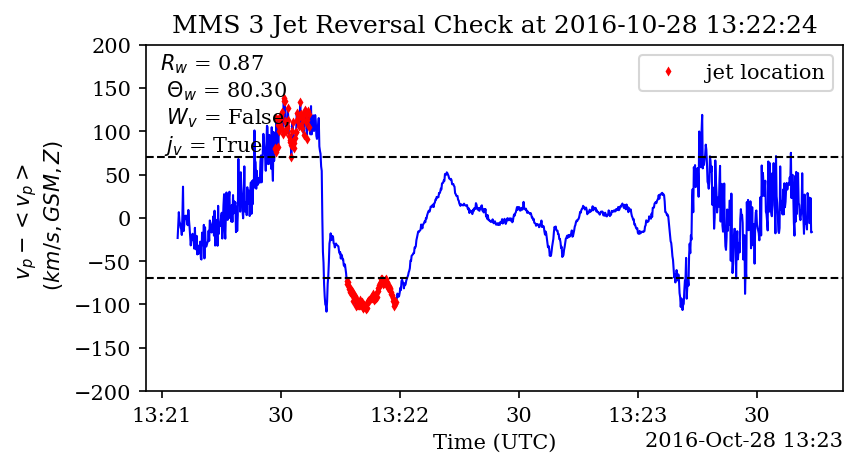 MMS 3 Jet Reversal Check at 2016-10-28 13:22:24
R_w = 0.87
Θ_w = 80.30
W_v = False
j_v = True
jet location
200
150
100
50
0
−50
−100
−150
−200
v_p − < v_p >
(km/s, GSM, Z)
13:21
30
13:22
30
13:23
30
Time (UTC)
2016-Oct-28 13:23